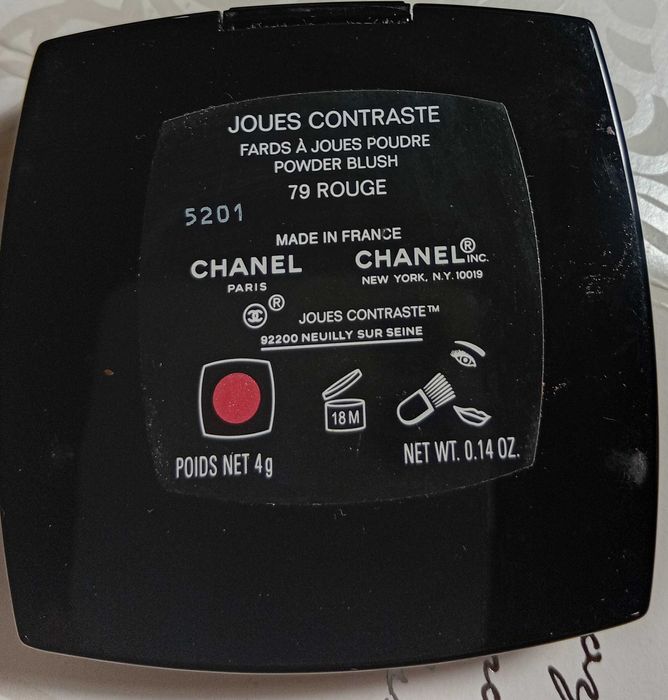 JOUES CONTRASTE
FARDS À JOUES POUDRE
POWDER BLUSH
79 ROUGE
5201
MADE IN FRANCE
CHANEL
PARIS
CHANEL® INC.
NEW YORK, N.Y. 10019
®
JOUES CONTRASTE™
92200 NEUILLY SUR SEINE
18 M
POIDS NET 4g
NET WT. 0.14 OZ.